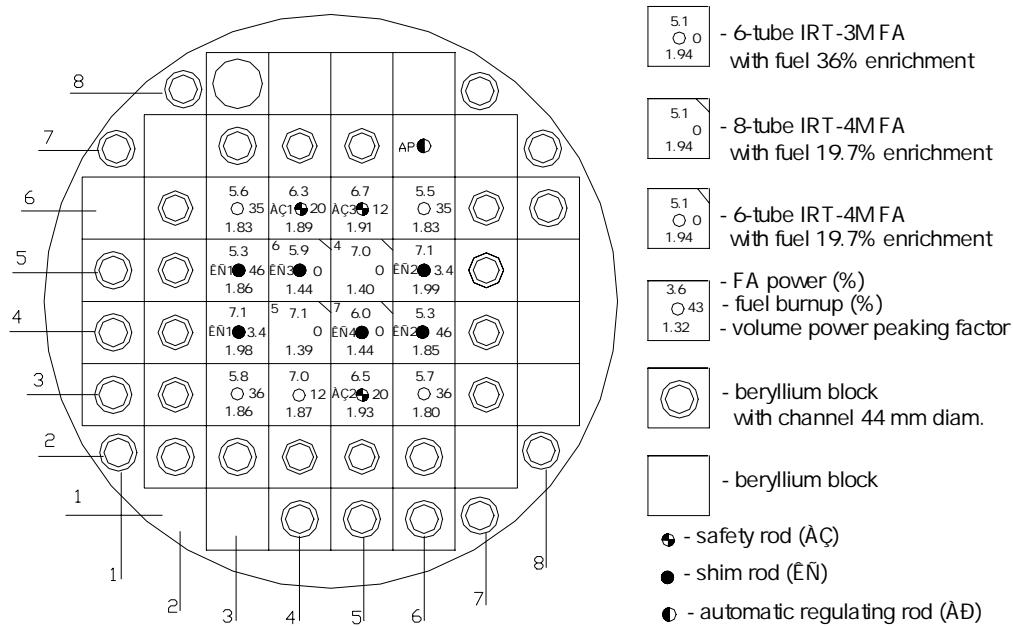 8
7
AP
6
5.6
6.3
6.7
5.5
35
ÀÇ1 20
ÀÇ3 12
35
1.83
1.89
1.91
1.83
5
5.3
6 5.9
4 7.0
7.1
ÊÑ1 46
ÊÑ3 0
0
ÊÑ2 3.4
1.86
1.44
1.40
1.99
4
7.1
5 7.1
7 6.0
5.3
ÊÑ1 3.4
0
ÊÑ4 0
ÊÑ2 46
1.98
1.39
1.44
1.85
3
5.8
7.0
6.5
5.7
36
12
ÀÇ2 20
36
1.86
1.87
1.93
1.80
2
1
1
2
3
4
5
6
7
8
5.1
0
1.94
- 6-tube IRT-3M FA
with fuel 36% enrichment
5.1
0
1.94
- 8-tube IRT-4M FA
with fuel 19.7% enrichment
5.1
0
1.94
- 6-tube IRT-4M FA
with fuel 19.7% enrichment
3.6
43
1.32
- FA power (%)
- fuel burnup (%)
- volume power peaking factor
- beryllium block
with channel 44 mm diam.
- beryllium block
- safety rod (ÀÇ)
- shim rod (ÊÑ)
- automatic regulating rod (ÀÐ)